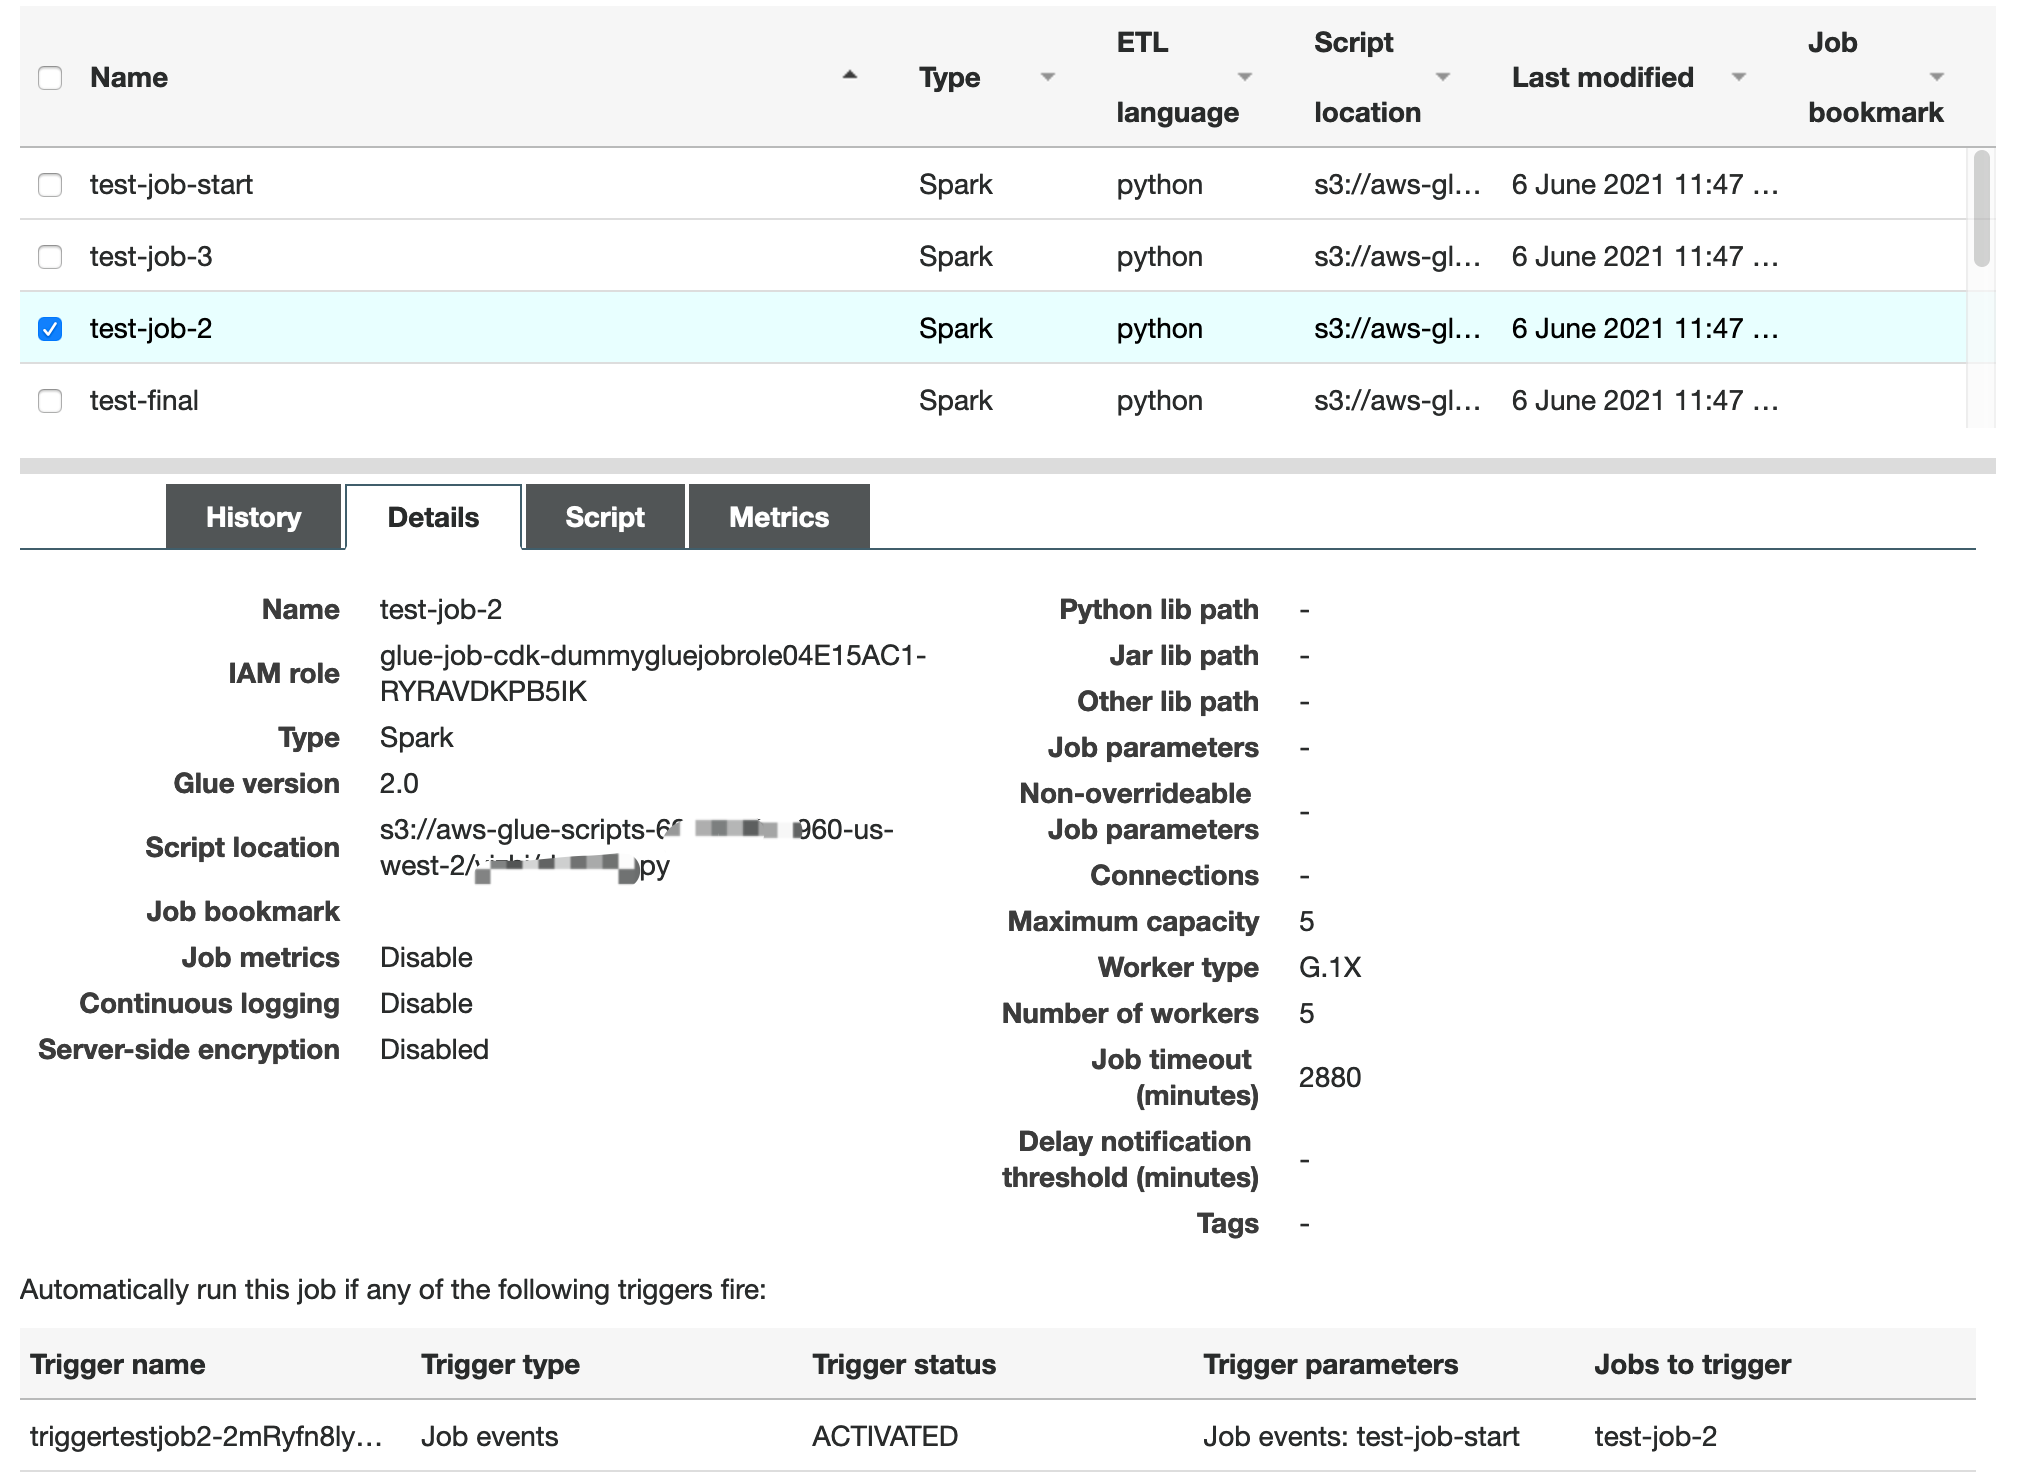 Name Type ETL language Script location Last modified Job bookmark
test-job-start Spark python s3://aws-gl... 6 June 2021 11:47 ...
test-job-3 Spark python s3://aws-gl... 6 June 2021 11:47 ...
test-job-2 Spark python s3://aws-gl... 6 June 2021 11:47 ...
test-final Spark python s3://aws-gl... 6 June 2021 11:47 ...
History Details Script Metrics
Name test-job-2
IAM role glue-job-cdk-dummygluejobrole04E15AC1-
RYRAVDKPB5IK
Type Spark
Glue version 2.0
Script location s3://aws-glue-scripts-6 960-us-
west-2/ py
Job bookmark
Job metrics Disable
Continuous logging Disable
Server-side encryption Disabled
Python lib path -
Jar lib path -
Other lib path -
Job parameters -
Non-overrideable
Job parameters -
Connections -
Maximum capacity 5
Worker type G.1X
Number of workers 5
Job timeout
(minutes) 2880
Delay notification
threshold (minutes) -
Tags -
Automatically run this job if any of the following triggers fire:
Trigger name Trigger type Trigger status Trigger parameters Jobs to trigger
triggertestjob2-2mRyfn8ly... Job events ACTIVATED Job events: test-job-start test-job-2